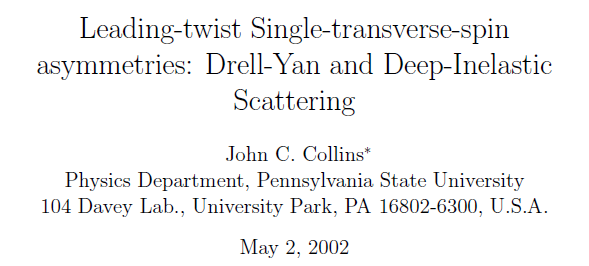 Leading-twist Single-transverse-spin
asymmetries: Drell-Yan and Deep-Inelastic
Scattering
John C. Collins*
Physics Department, Pennsylvania State University
104 Davey Lab., University Park, PA 16802-6300, U.S.A.
May 2, 2002